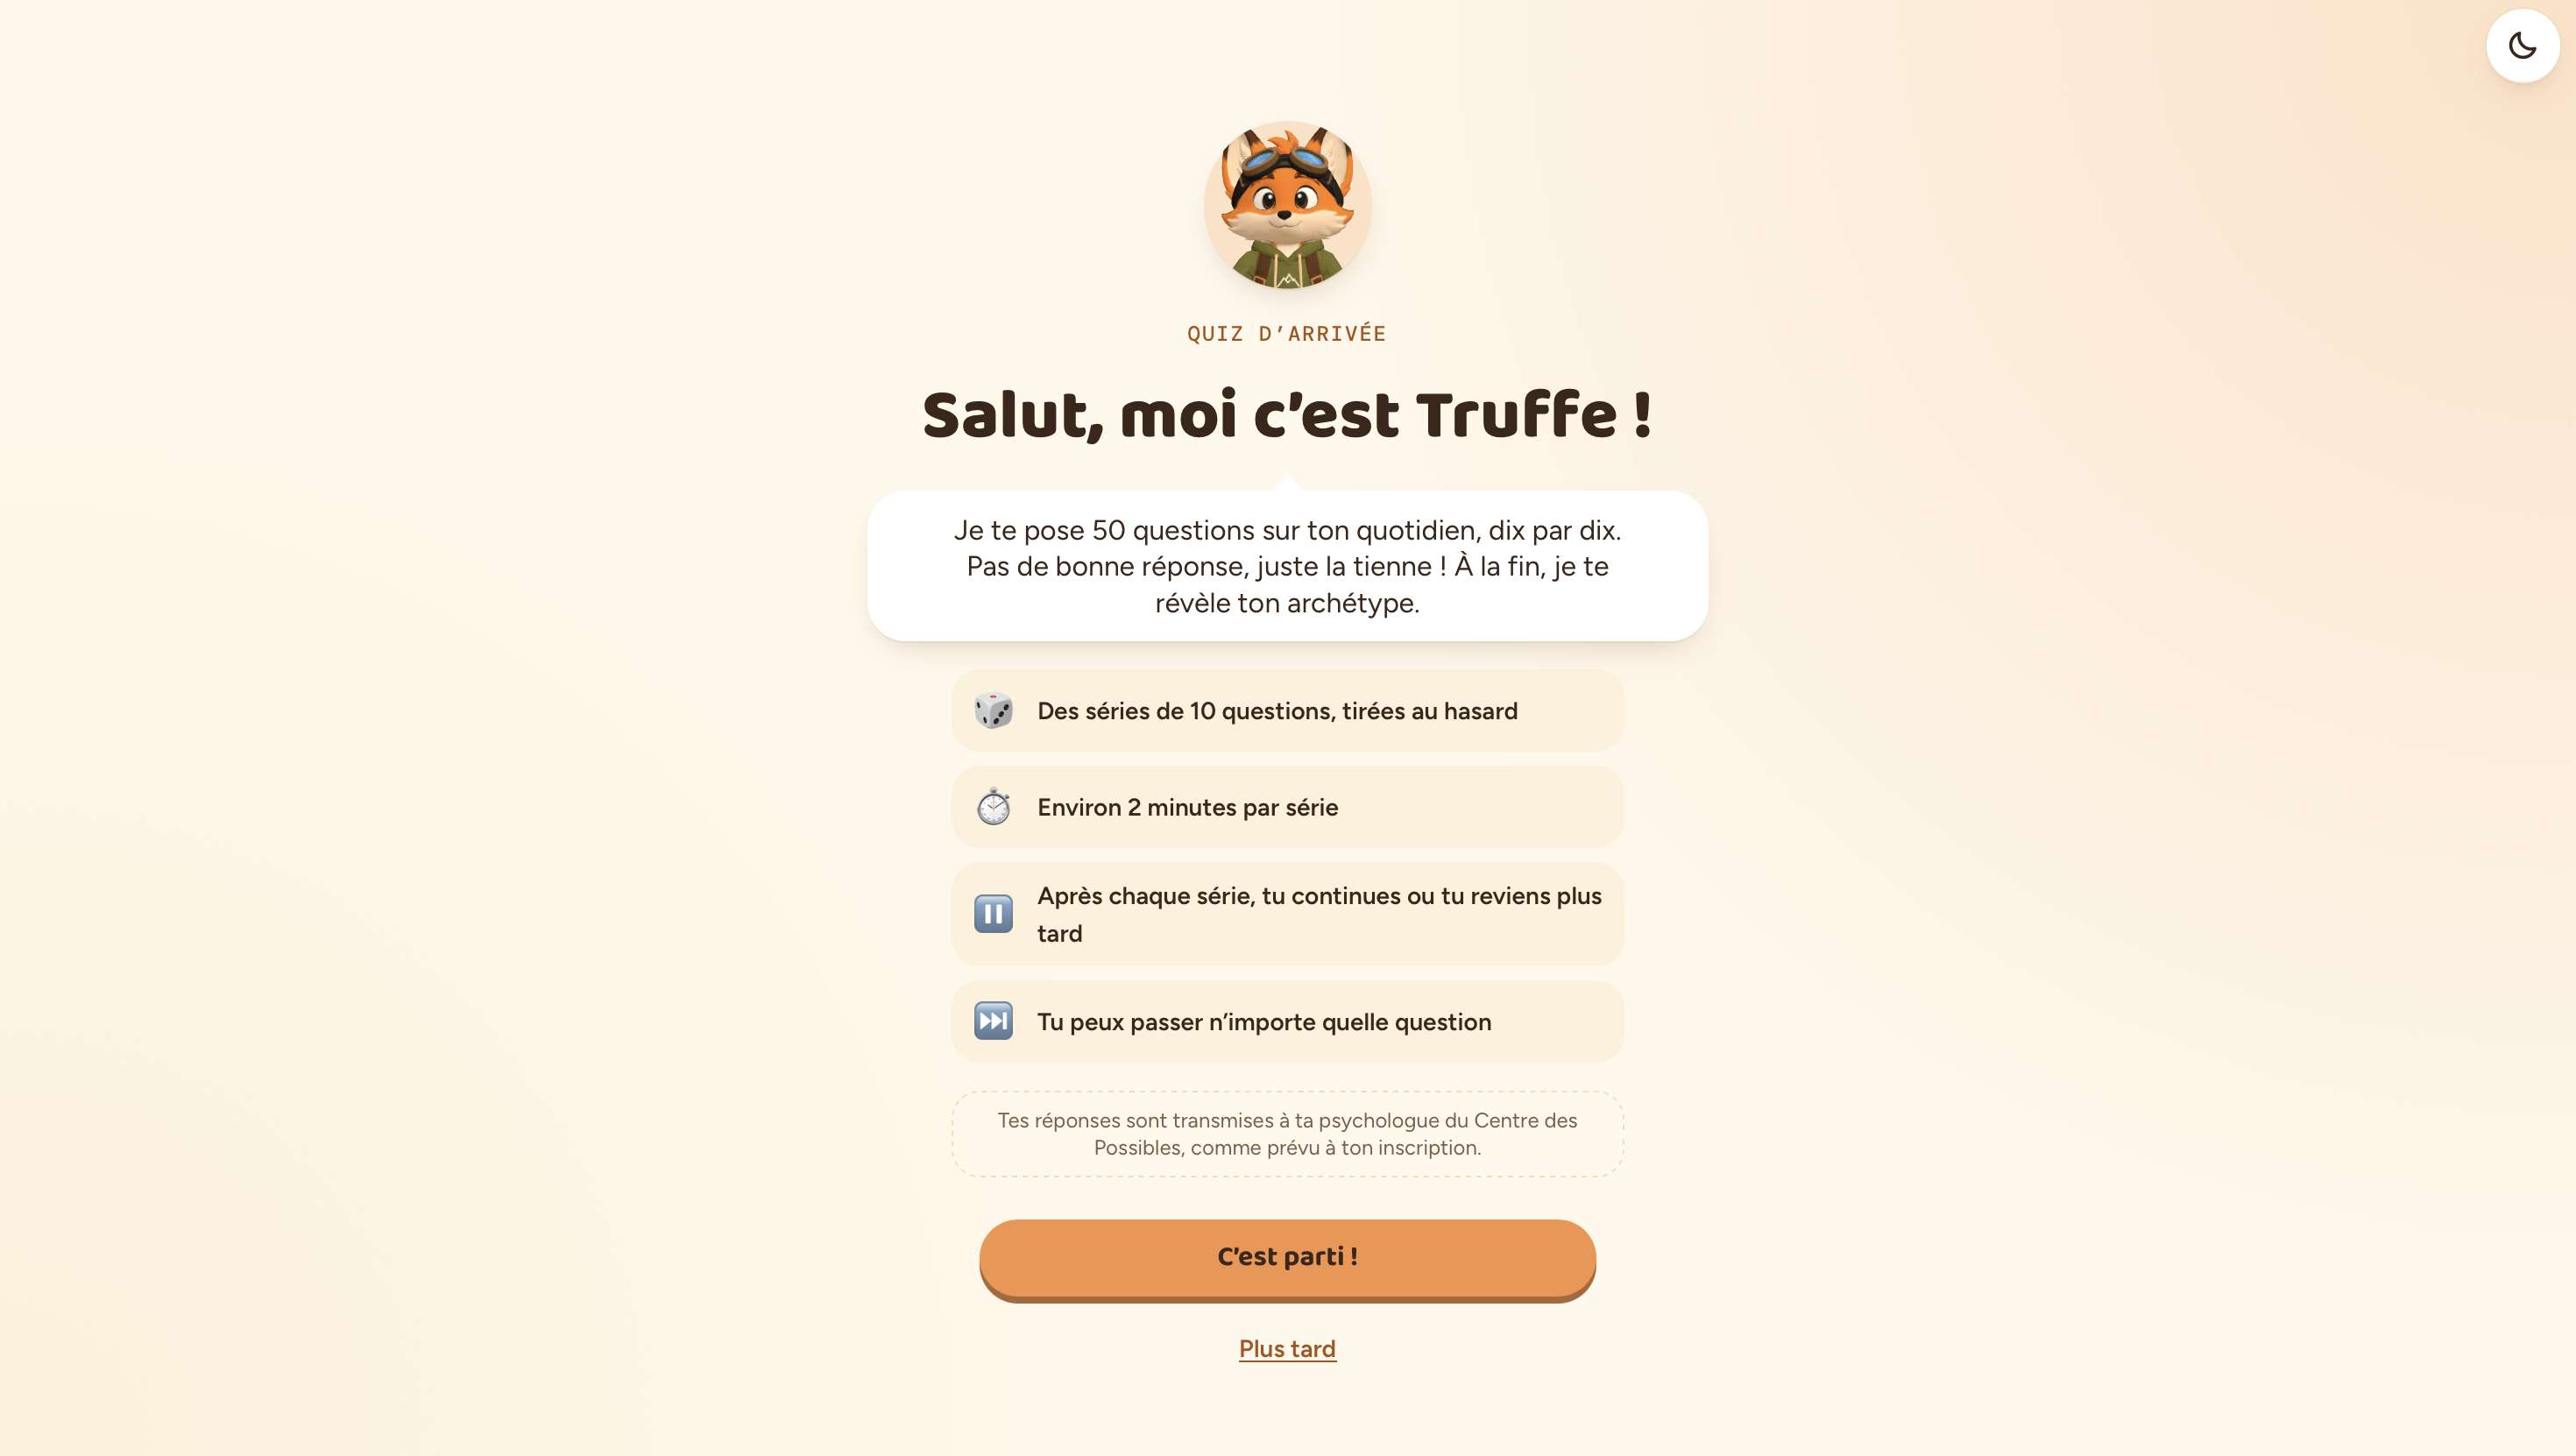 QUIZ D’ARRIVÉE
Salut, moi c’est Truffe !
Je te pose 50 questions sur ton quotidien, dix par dix.
Pas de bonne réponse, juste la tienne ! À la fin, je te
révèle ton archétype.
Des séries de 10 questions, tirées au hasard
Environ 2 minutes par série
Après chaque série, tu continues ou tu reviens plus
tard
Tu peux passer n’importe quelle question
Tes réponses sont transmises à ta psychologue du Centre des
Possibles, comme prévu à ton inscription.
C’est parti !
Plus tard